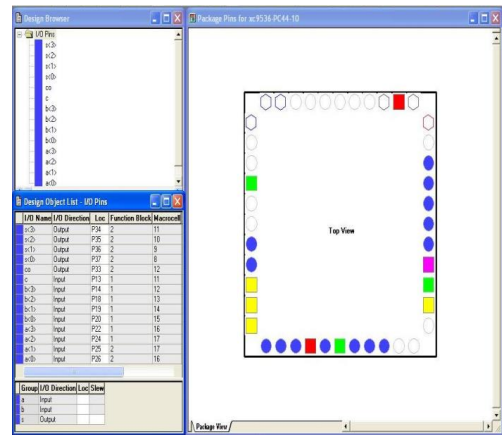 Design Browser
Package Pins for xc9536-PC44-10
I/O Pins
s<3>
s<2>
s<1>
s<0>
co
c
b<3>
b<2>
b<1>
b<0>
a<3>
a<2>
a<1>
a<0>
Design Object List - I/O Pins
I/O Name I/O Direction Loc Function Block Macrocell
s<3> Output P34 2 11
s<2> Output P35 2 10
s<1> Output P36 2 9
s<0> Output P37 2 8
co Output P33 2 12
c Input P13 1 11
b<3> Input P14 1 12
b<2> Input P18 1 13
b<1> Input P19 1 14
b<0> Input P20 1 15
a<3> Input P22 1 16
a<2> Input P24 1 17
a<1> Input P25 2 17
a<0> Input P26 2 16
Group I/O Direction Loc Slew
a Input
b Input
s Output
Top View
Package View